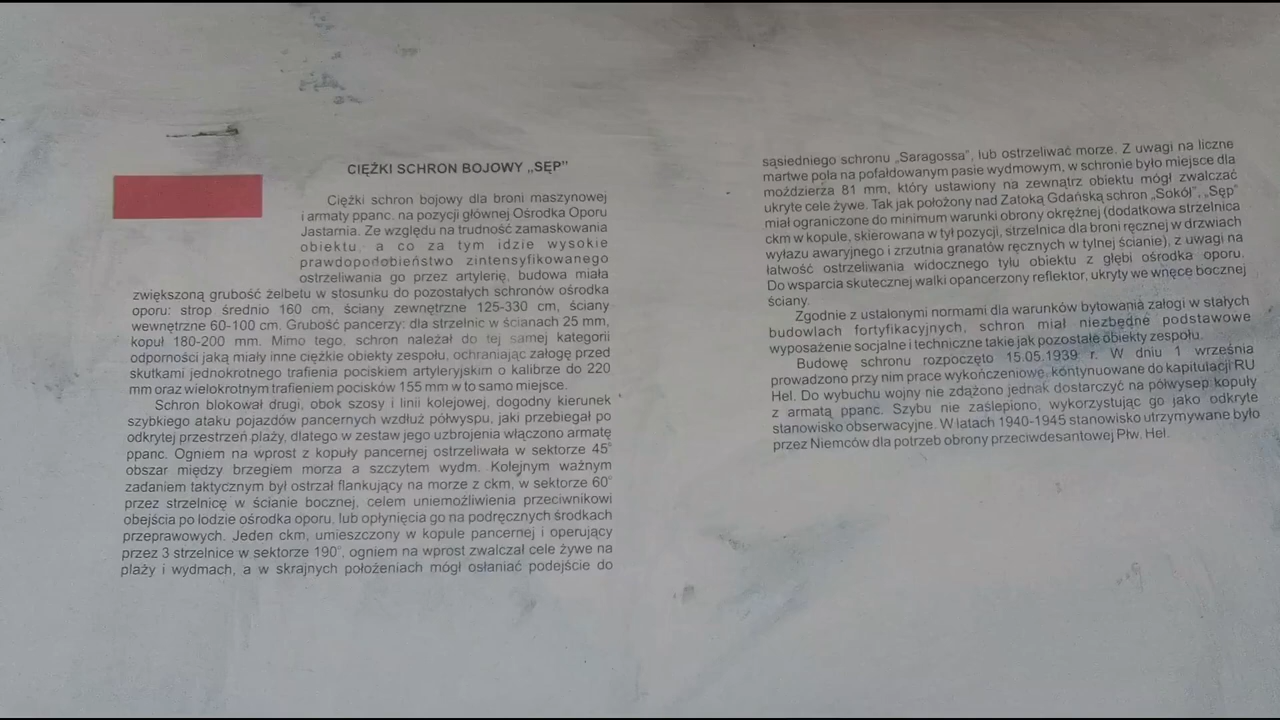 CIĘŻKI SCHRON BOJOWY „SĘP”
Ciężki schron bojowy dla broni maszynowej
i armaty ppanc. na pozycji głównej Ośrodka Oporu
Jastarnia. Ze względu na trudność zamaskowania
obiektu, a co za tym idzie wysokie
prawdopodobieństwo zintensyfikowanego
ostrzeliwania go przez artylerię, budowa miała
zwiększoną grubość żelbetu w stosunku do pozostałych schronów ośrodka
oporu: strop średnio 160 cm, ściany zewnętrzne 125-330 cm, ściany
wewnętrzne 60-100 cm. Grubość pancerzy: dla strzelnic w ścianach 25 mm,
kopuł 180-200 mm. Mimo tego, schron należał do tej samej kategorii
odporności jaką miały inne ciężkie obiekty zespołu, ochraniając załogę przed
skutkami jednokrotnego trafienia pociskiem artyleryjskim o kalibrze do 220
mm oraz wielokrotnym trafieniem pocisków 155 mm w to samo miejsce.
Schron blokował drugi, obok szosy i linii kolejowej, dogodny kierunek
szybkiego ataku pojazdów pancernych wzdłuż półwyspu, jaki przebiegał po
odkrytej przestrzeń plaży, dlatego w zestaw jego uzbrojenia włączono armatę
ppanc. Ogniem na wprost z kopuły pancernej ostrzeliwała w sektorze 45°
obszar między brzegiem morza a szczytem wydm. Kolejnym ważnym
zadaniem taktycznym był ostrzał flankujący na morze z ckm, w sektorze 60°
przez strzelnicę w ścianie bocznej, celem uniemożliwienia przeciwnikowi
obejścia po lodzie ośrodka oporu, lub opłynięcia go na podręcznych środkach
przeprawowych. Jeden ckm, umieszczony w kopule pancernej i operujący
przez 3 strzelnice w sektorze 190°, ogniem na wprost zwalczał cele żywe na
plaży i wydmach, a w skrajnych położeniach mógł osłaniać podejście do
sąsiedniego schronu „Saragossa”, lub ostrzeliwać morze. Z uwagi na liczne
martwe pola na pofałdowanym pasie wydmowym, w schronie było miejsce dla
moździerza 81 mm, który ustawiony na zewnątrz obiektu mógł zwalczać
ukryte cele żywe. Tak jak położony nad Zatoką Gdańską schron „Sokół”, „Sęp”
miał ograniczone do minimum warunki obrony okrężnej (dodatkowa strzelnica
ckm w kopule, skierowana w tył pozycji, strzelnica dla broni ręcznej w drzwiach
wyłazu awaryjnego i zrzutnia granatów ręcznych w tylnej ścianie), z uwagi na
łatwość ostrzeliwania widocznego tyłu obiektu z głębi ośrodka oporu.
Do wsparcia skutecznej walki opancerzony reflektor, ukryty we wnęce bocznej
ściany.
Zgodnie z ustalonymi normami dla warunków bytowania załogi w stałych
budowlach fortyfikacyjnych, schron miał niezbędne podstawowe
wyposażenie socjalne i techniczne takie jak pozostałe obiekty zespołu.
Budowę schronu rozpoczęto 15.05.1939 r. W dniu 1 września
prowadzono przy nim prace wykończeniowe, kontynuowane do kapitulacji RU
Hel. Do wybuchu wojny nie zdążono jednak dostarczyć na półwysep kopuły
z armatą ppanc. Szybu nie zaślepiono, wykorzystując go jako odkryte
stanowisko obserwacyjne. W latach 1940-1945 stanowisko utrzymywane było
przez Niemców dla potrzeb obrony przeciwdesantowej Płw. Hel.